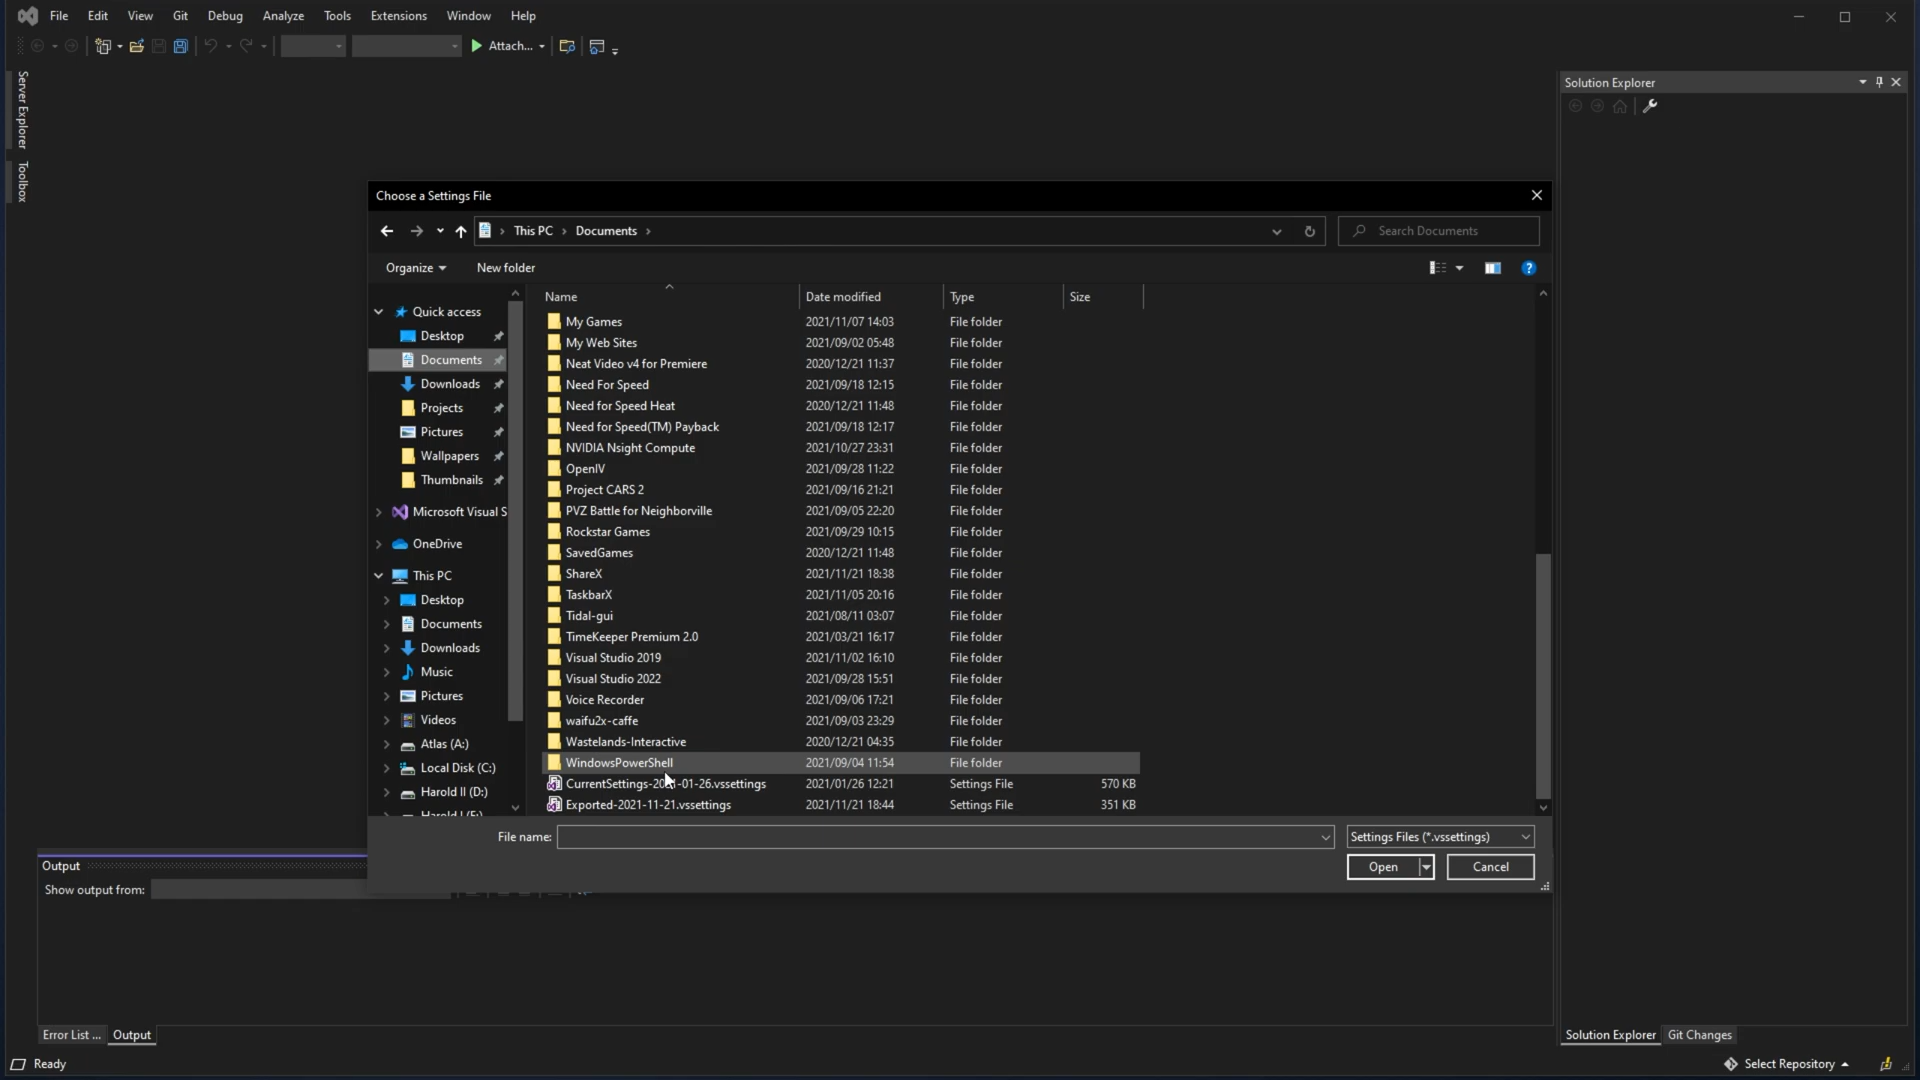 File Edit View Git Debug Analyze Tools Extensions Window Help
Attach...
Server Explorer
Toolbox
Solution Explorer
Choose a Settings File
This PC Documents
Search Documents
Organize New folder
Name Date modified Type Size
Quick access
Desktop
Documents
Downloads
Projects
Pictures
Wallpapers
Thumbnails
Microsoft Visual S
OneDrive
This PC
Desktop
Documents
Downloads
Music
Pictures
Videos
Atlas (A:)
Local Disk (C:)
Harold II (D:)
My Games 2021/11/07 14:03 File folder
My Web Sites 2021/09/02 05:48 File folder
Neat Video v4 for Premiere 2020/12/21 11:37 File folder
Need For Speed 2021/09/18 12:15 File folder
Need for Speed Heat 2020/12/21 11:48 File folder
Need for Speed(TM) Payback 2021/09/18 12:17 File folder
NVIDIA Nsight Compute 2021/10/27 23:31 File folder
OpenIV 2021/09/28 11:22 File folder
Project CARS 2 2021/09/16 21:21 File folder
PVZ Battle for Neighborville 2021/09/05 22:20 File folder
Rockstar Games 2021/09/29 10:15 File folder
SavedGames 2020/12/21 11:48 File folder
ShareX 2021/11/21 18:38 File folder
TaskbarX 2021/11/05 20:16 File folder
Tidal-gui 2021/08/11 03:07 File folder
TimeKeeper Premium 2.0 2021/03/21 16:17 File folder
Visual Studio 2019 2021/11/02 16:10 File folder
Visual Studio 2022 2021/09/28 15:51 File folder
Voice Recorder 2021/09/06 17:21 File folder
waifu2x-caffe 2021/09/03 23:29 File folder
Wastelands-Interactive 2020/12/21 04:35 File folder
WindowsPowerShell 2021/09/04 11:54 File folder
CurrentSettings-2021-01-26.vssettings 2021/01/26 12:21 Settings File 570 KB
Exported-2021-11-21.vssettings 2021/11/21 18:44 Settings File 351 KB
File name: Settings Files (*.vssettings)
Open Cancel
Output
Show output from:
Error List ... Output
Solution Explorer Git Changes
Ready
Select Repository